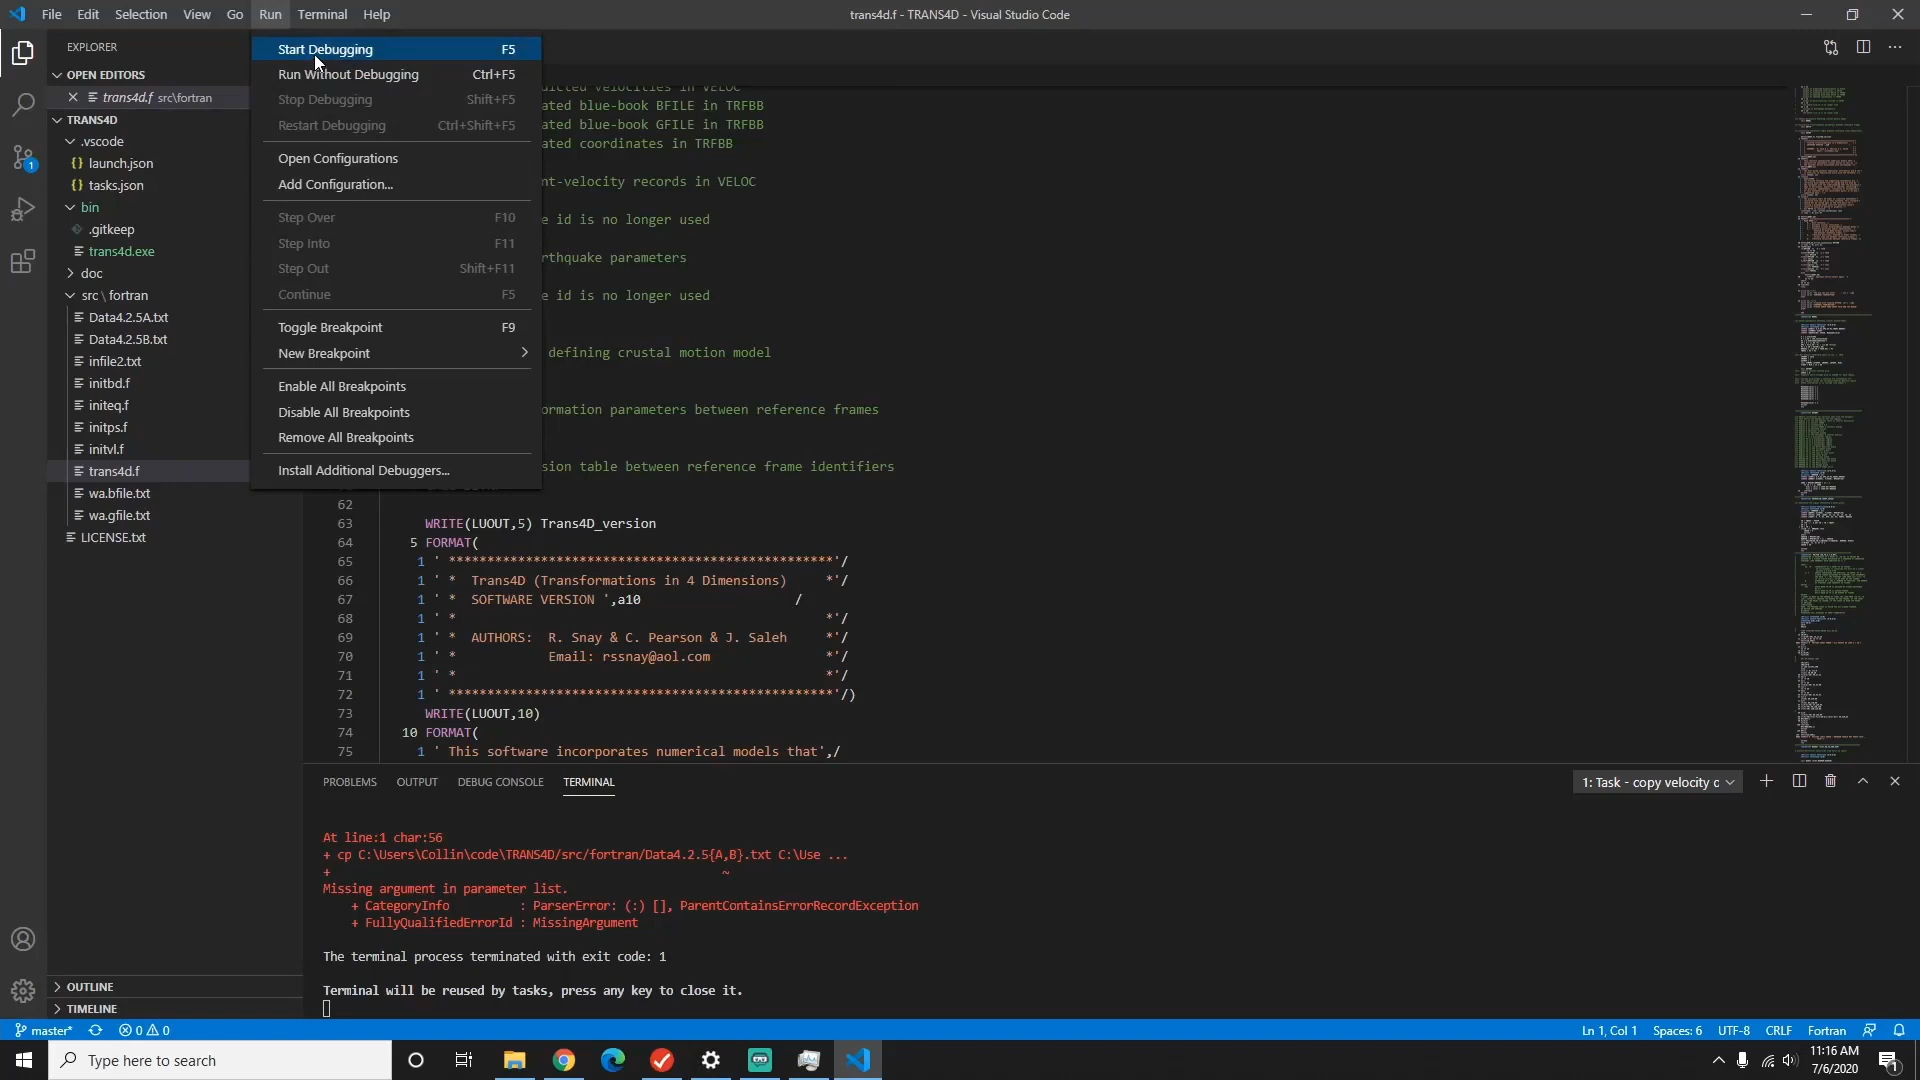 File Edit Selection View Go Run Terminal Help
trans4d.f - TRANS4D - Visual Studio Code
EXPLORER
OPEN EDITORS
trans4d.f src\fortran
TRANS4D
.vscode
launch.json
tasks.json
bin
.gitkeep
trans4d.exe
doc
src \ fortran
Data4.2.5A.txt
Data4.2.5B.txt
infile2.txt
initbd.f
initeq.f
initps.f
initvl.f
trans4d.f
wa.bfile.txt
wa.gfile.txt
LICENSE.txt
OUTLINE
TIMELINE
Start Debugging F5
Run Without Debugging Ctrl+F5
Stop Debugging Shift+F5
Restart Debugging Ctrl+Shift+F5
Open Configurations
Add Configuration...
Step Over F10
Step Into F11
Step Out Shift+F11
Continue F5
Toggle Breakpoint F9
New Breakpoint
Enable All Breakpoints
Disable All Breakpoints
Remove All Breakpoints
Install Additional Debuggers...
dicted velocities in VELOC
ated blue-book BFILE in TRFBB
ated blue-book GFILE in TRFBB
ated coordinates in TRFBB
nt-velocity records in VELOC
e id is no longer used
rthquake parameters
e id is no longer used
defining crustal motion model
ormation parameters between reference frames
sion table between reference frame identifiers
62
63 WRITE(LUOUT,5) Trans4D_version
64 5 FORMAT(
65 1 ' **************************************************'/
66 1 ' * Trans4D (Transformations in 4 Dimensions) *'/
67 1 ' * SOFTWARE VERSION ',a10 /
68 1 ' * *'/
69 1 ' * AUTHORS: R. Snay & C. Pearson & J. Saleh *'/
70 1 ' * Email: rssnay@aol.com *'/
71 1 ' * *'/
72 1 ' **************************************************'/)
73 WRITE(LUOUT,10)
74 10 FORMAT(
75 1 ' This software incorporates numerical models that',/
PROBLEMS OUTPUT DEBUG CONSOLE TERMINAL
1: Task - copy velocity c
At line:1 char:56
+ cp C:\Users\Collin\code\TRANS4D/src/fortran/Data4.2.5{A,B}.txt C:\Use ...
+ ~
Missing argument in parameter list.
+ CategoryInfo : ParserError: (:) [], ParentContainsErrorRecordException
+ FullyQualifiedErrorId : MissingArgument
The terminal process terminated with exit code: 1
Terminal will be reused by tasks, press any key to close it.
master* 0 0
Ln 1, Col 1 Spaces: 6 UTF-8 CRLF Fortran
Type here to search
11:16 AM
7/6/2020